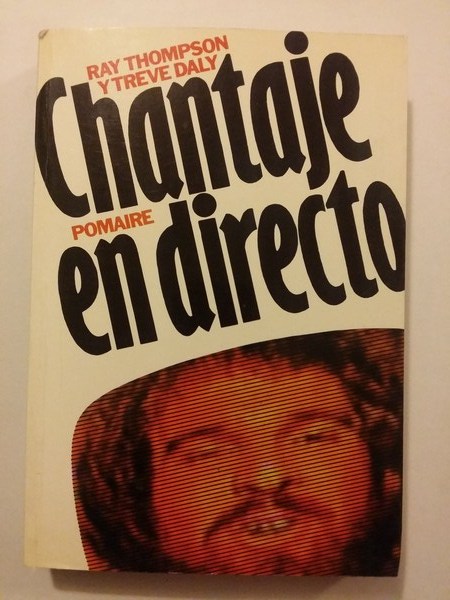 RAY THOMPSON
Y TREVE DALY
Chantaje
POMAIRE
en directo